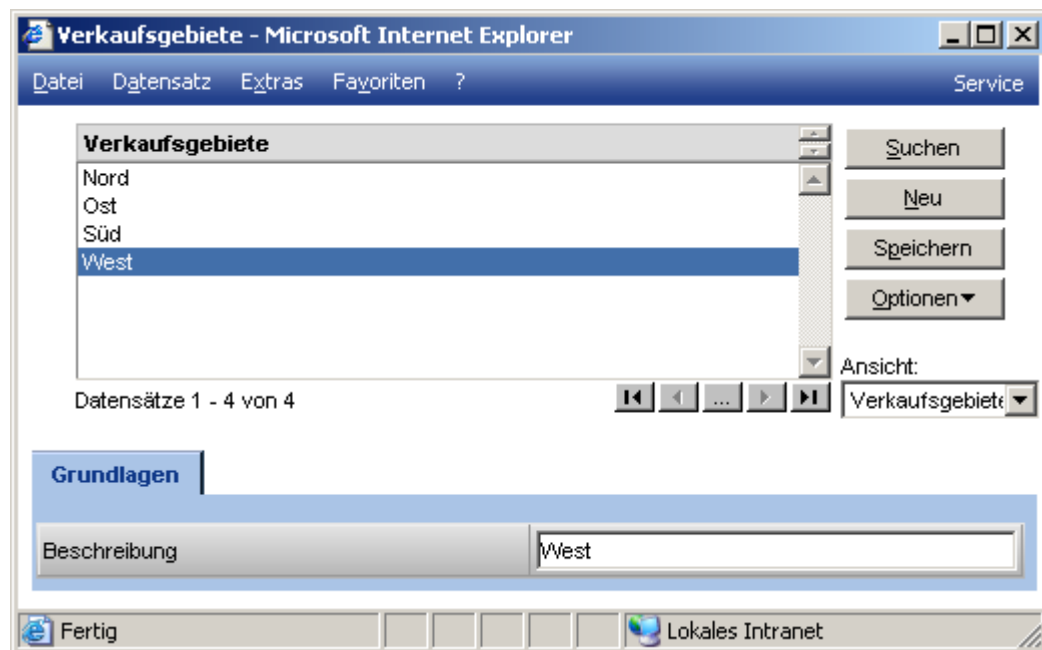 Verkaufsgebiete - Microsoft Internet Explorer
Datei Datensatz Extras Favoriten ? Service
Verkaufsgebiete
Suchen
Nord
Neu
Ost
Süd
Speichern
West
Optionen
Ansicht:
Datensätze 1 - 4 von 4 ... Verkaufsgebiete
Grundlagen
Beschreibung West
Fertig Lokales Intranet